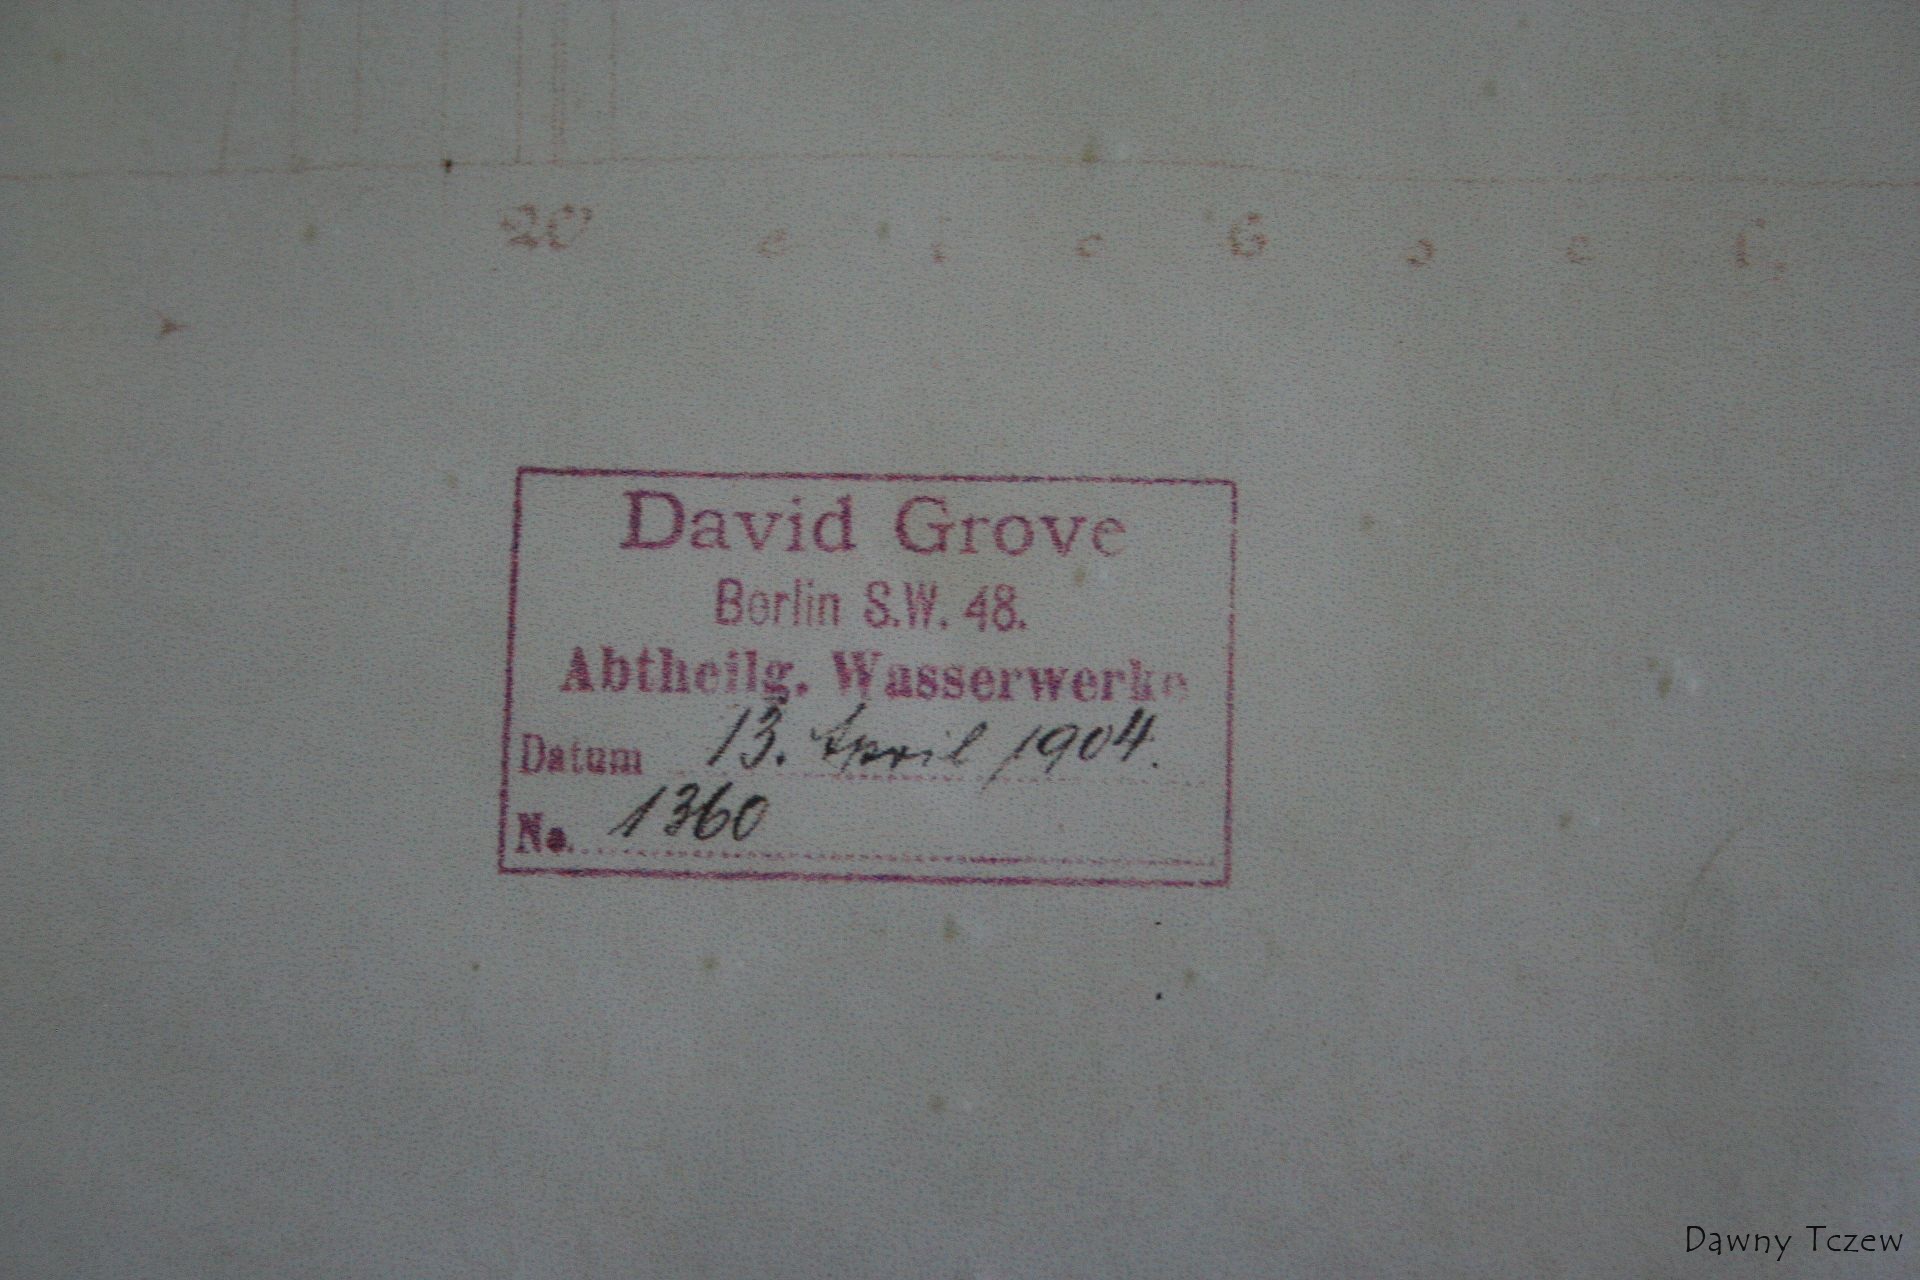 David Grove
Berlin S.W. 48.
Abtheilg. Wasserwerke
Datum 13. April 1904.
No. 1360
Dawny Tczew